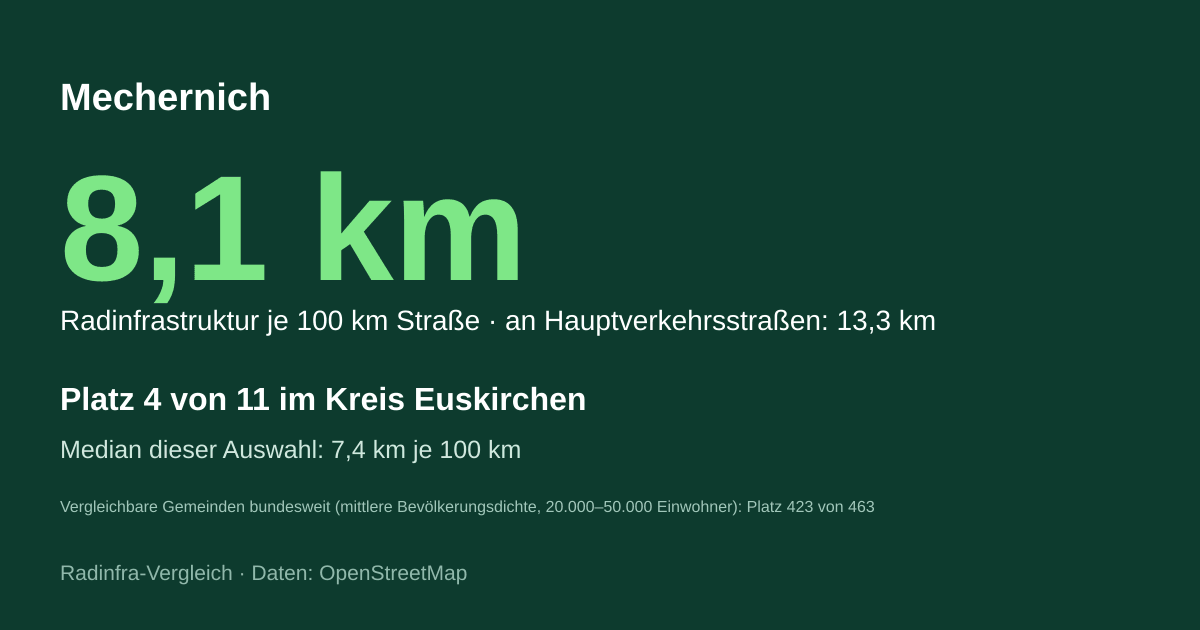 Mechernich
8,1 km
Radinfrastruktur je 100 km Straße · an Hauptverkehrsstraßen: 13,3 km
Platz 4 von 11 im Kreis Euskirchen
Median dieser Auswahl: 7,4 km je 100 km
Vergleichbare Gemeinden bundesweit (mittlere Bevölkerungsdichte, 20.000–50.000 Einwohner): Platz 423 von 463
Radinfra-Vergleich · Daten: OpenStreetMap